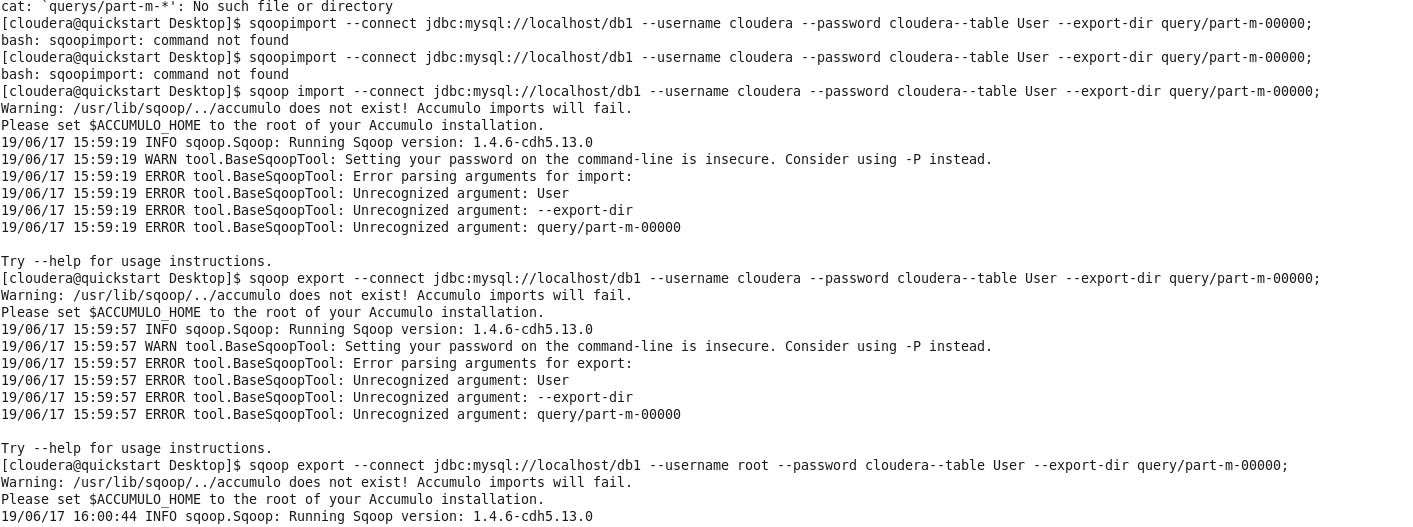 cat: `querys/part-m-*': No such file or directory
[cloudera@quickstart Desktop]$ sqoopimport --connect jdbc:mysql://localhost/db1 --username cloudera --password cloudera--table User --export-dir query/part-m-00000;
bash: sqoopimport: command not found
[cloudera@quickstart Desktop]$ sqoopimport --connect jdbc:mysql://localhost/db1 --username cloudera --password cloudera--table User --export-dir query/part-m-00000;
bash: sqoopimport: command not found
[cloudera@quickstart Desktop]$ sqoop import --connect jdbc:mysql://localhost/db1 --username cloudera --password cloudera--table User --export-dir query/part-m-00000;
Warning: /usr/lib/sqoop/../accumulo does not exist! Accumulo imports will fail.
Please set $ACCUMULO_HOME to the root of your Accumulo installation.
19/06/17 15:59:19 INFO sqoop.Sqoop: Running Sqoop version: 1.4.6-cdh5.13.0
19/06/17 15:59:19 WARN tool.BaseSqoopTool: Setting your password on the command-line is insecure. Consider using -P instead.
19/06/17 15:59:19 ERROR tool.BaseSqoopTool: Error parsing arguments for import:
19/06/17 15:59:19 ERROR tool.BaseSqoopTool: Unrecognized argument: User
19/06/17 15:59:19 ERROR tool.BaseSqoopTool: Unrecognized argument: --export-dir
19/06/17 15:59:19 ERROR tool.BaseSqoopTool: Unrecognized argument: query/part-m-00000

Try --help for usage instructions.
[cloudera@quickstart Desktop]$ sqoop export --connect jdbc:mysql://localhost/db1 --username cloudera --password cloudera--table User --export-dir query/part-m-00000;
Warning: /usr/lib/sqoop/../accumulo does not exist! Accumulo imports will fail.
Please set $ACCUMULO_HOME to the root of your Accumulo installation.
19/06/17 15:59:57 INFO sqoop.Sqoop: Running Sqoop version: 1.4.6-cdh5.13.0
19/06/17 15:59:57 WARN tool.BaseSqoopTool: Setting your password on the command-line is insecure. Consider using -P instead.
19/06/17 15:59:57 ERROR tool.BaseSqoopTool: Error parsing arguments for export:
19/06/17 15:59:57 ERROR tool.BaseSqoopTool: Unrecognized argument: User
19/06/17 15:59:57 ERROR tool.BaseSqoopTool: Unrecognized argument: --export-dir
19/06/17 15:59:57 ERROR tool.BaseSqoopTool: Unrecognized argument: query/part-m-00000

Try --help for usage instructions.
[cloudera@quickstart Desktop]$ sqoop export --connect jdbc:mysql://localhost/db1 --username root --password cloudera--table User --export-dir query/part-m-00000;
Warning: /usr/lib/sqoop/../accumulo does not exist! Accumulo imports will fail.
Please set $ACCUMULO_HOME to the root of your Accumulo installation.
19/06/17 16:00:44 INFO sqoop.Sqoop: Running Sqoop version: 1.4.6-cdh5.13.0